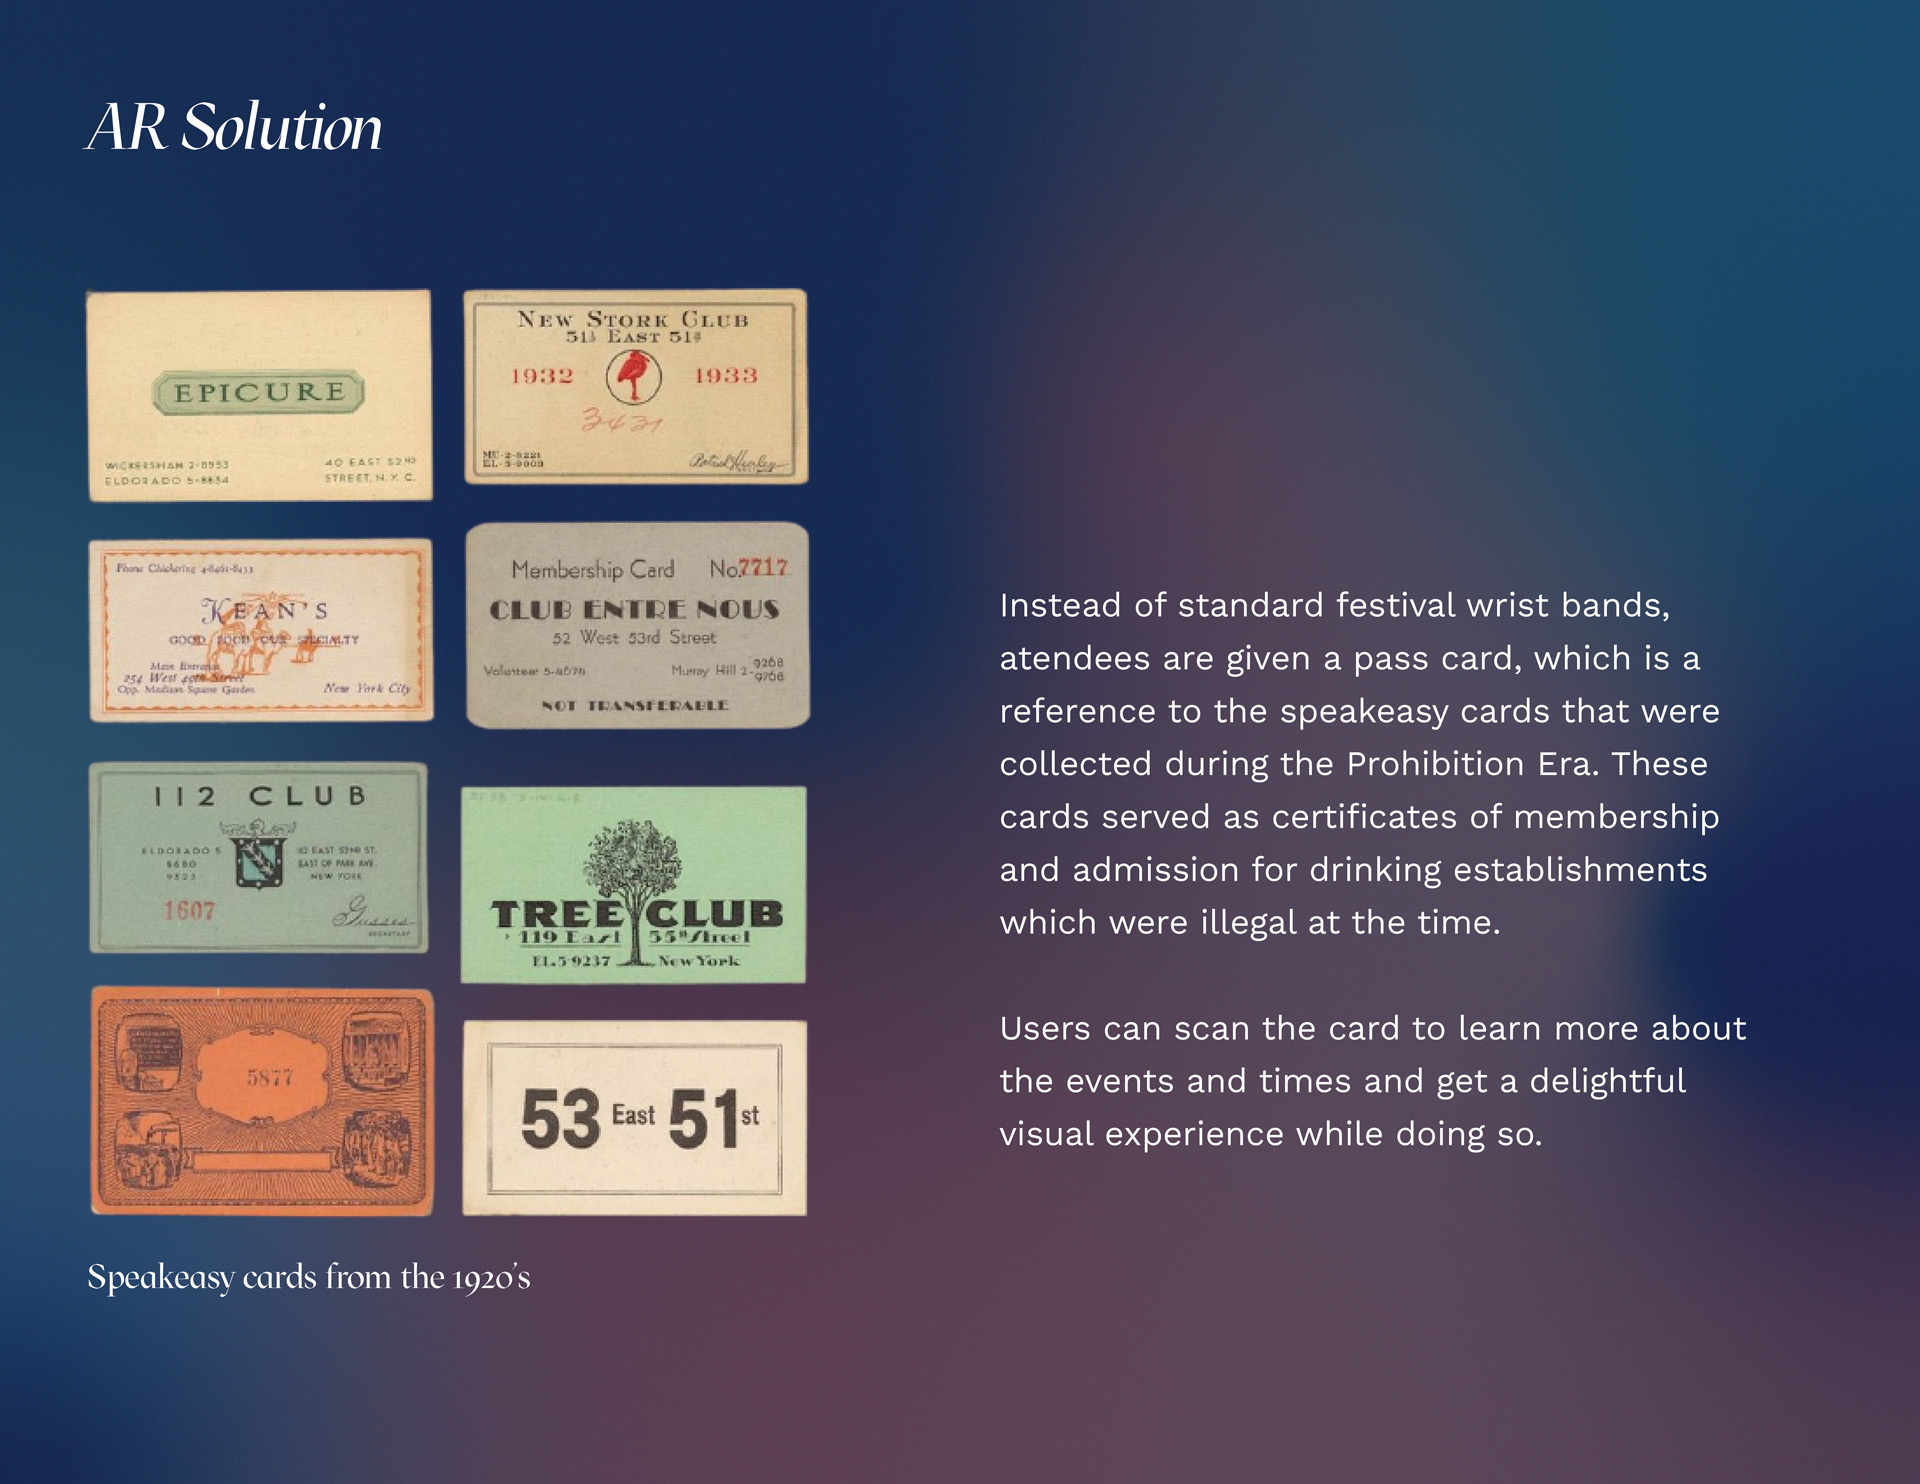 AR Solution
EPICURE
WICKERSHAM 2-8953
ELDORADO 5-8834
40 EAST 52ND
STREET, N.Y.C.
NEW STORK CLUB
EAST
1932 1933
3431
MU-2-8221
EL-5-9009
Phone Chickering 4-8461-8433
KEAN'S
GOOD FOOD OUR SPECIALTY
Main Entrance
254 West 49th Street
Opp. Madison Square Garden
New York City
Membership Card No.7717
CLUB ENTRE NOUS
52 West 53rd Street
Volunteer 5-4676
Murray Hill 2-9268
9768
NOT TRANSFERABLE
112 CLUB
ELDORADO 5
8680
9523
112 EAST 52ND ST.
EAST OF PARK AVE.
NEW YORK
1607
SECRETARY
TREE CLUB
119 East 55th Street
EL.5-9237 New York
5877
53 East 51st
Speakeasy cards from the 1920's
Instead of standard festival wrist bands,
atendees are given a pass card, which is a
reference to the speakeasy cards that were
collected during the Prohibition Era. These
cards served as certificates of membership
and admission for drinking establishments
which were illegal at the time.
Users can scan the card to learn more about
the events and times and get a delightful
visual experience while doing so.